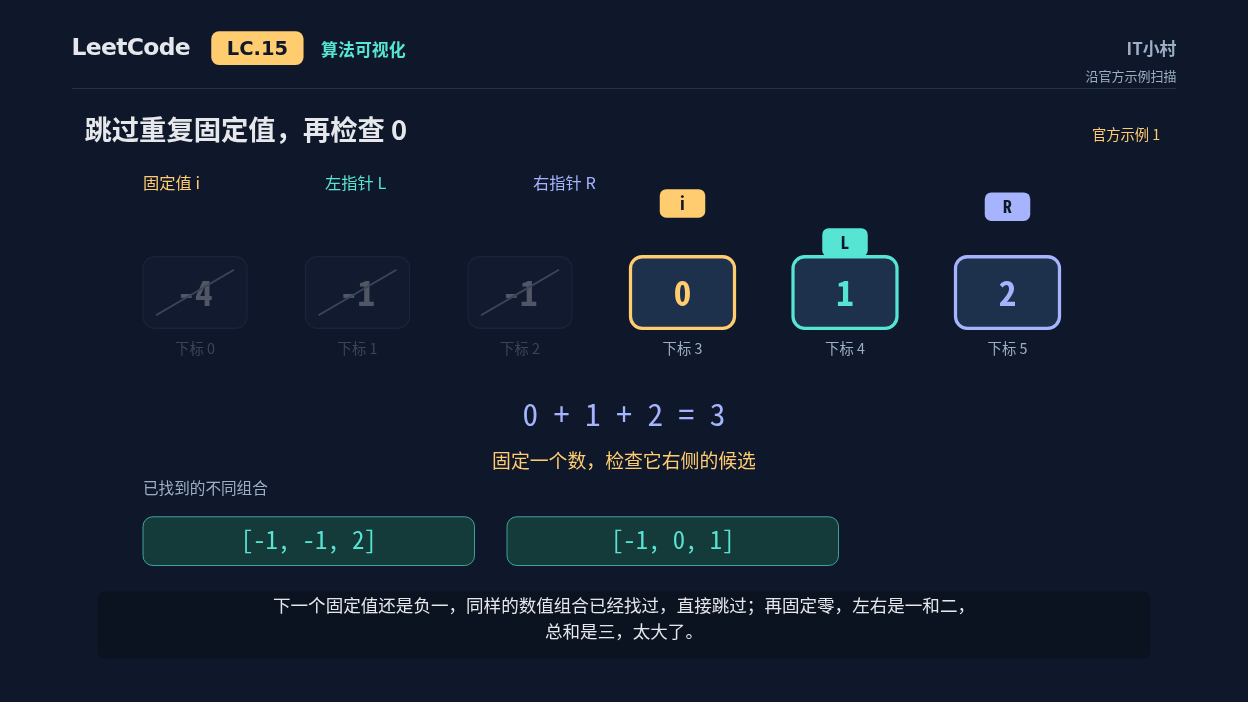 LeetCode LC.15 算法可视化
IT小村
沿官方示例扫描
跳过重复固定值，再检查 0
官方示例 1
固定值 i 左指针 L 右指针 R
i
R
L
-4 -1 -1 0 1 2
下标 0 下标 1 下标 2 下标 3 下标 4 下标 5
0 + 1 + 2 = 3
固定一个数，检查它右侧的候选
已找到的不同组合
[-1, -1, 2] [-1, 0, 1]
下一个固定值还是负一，同样的数值组合已经找过，直接跳过；再固定零，左右是一和二，
总和是三，太大了。